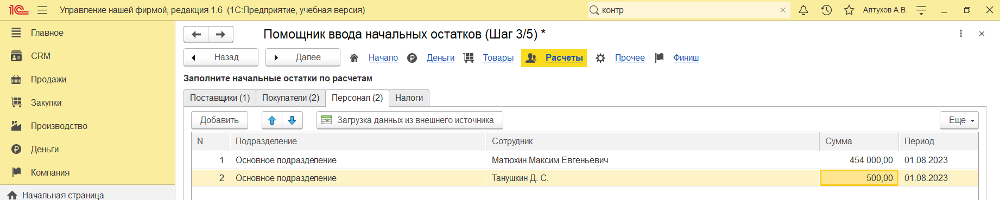 1С Управление нашей фирмой, редакция 1.6 (1С:Предприятие, учебная версия) контр Алтухов А.В.
Главное
CRM
Продажи
Закупки
Производство
Деньги
Компания
Начальная страница
Помощник ввода начальных остатков (Шаг 3/5) *
Назад Далее Начало Деньги Товары Расчеты Прочее Финиш
Заполните начальные остатки по расчетам
Поставщики (1) Покупатели (2) Персонал (2) Налоги
Добавить Загрузка данных из внешнего источника Еще
N Подразделение Сотрудник Сумма Период
1 Основное подразделение Матюхин Максим Евгеньевич 454 000,00 01.08.2023
2 Основное подразделение Танушкин Д. С. 500,00 01.08.2023